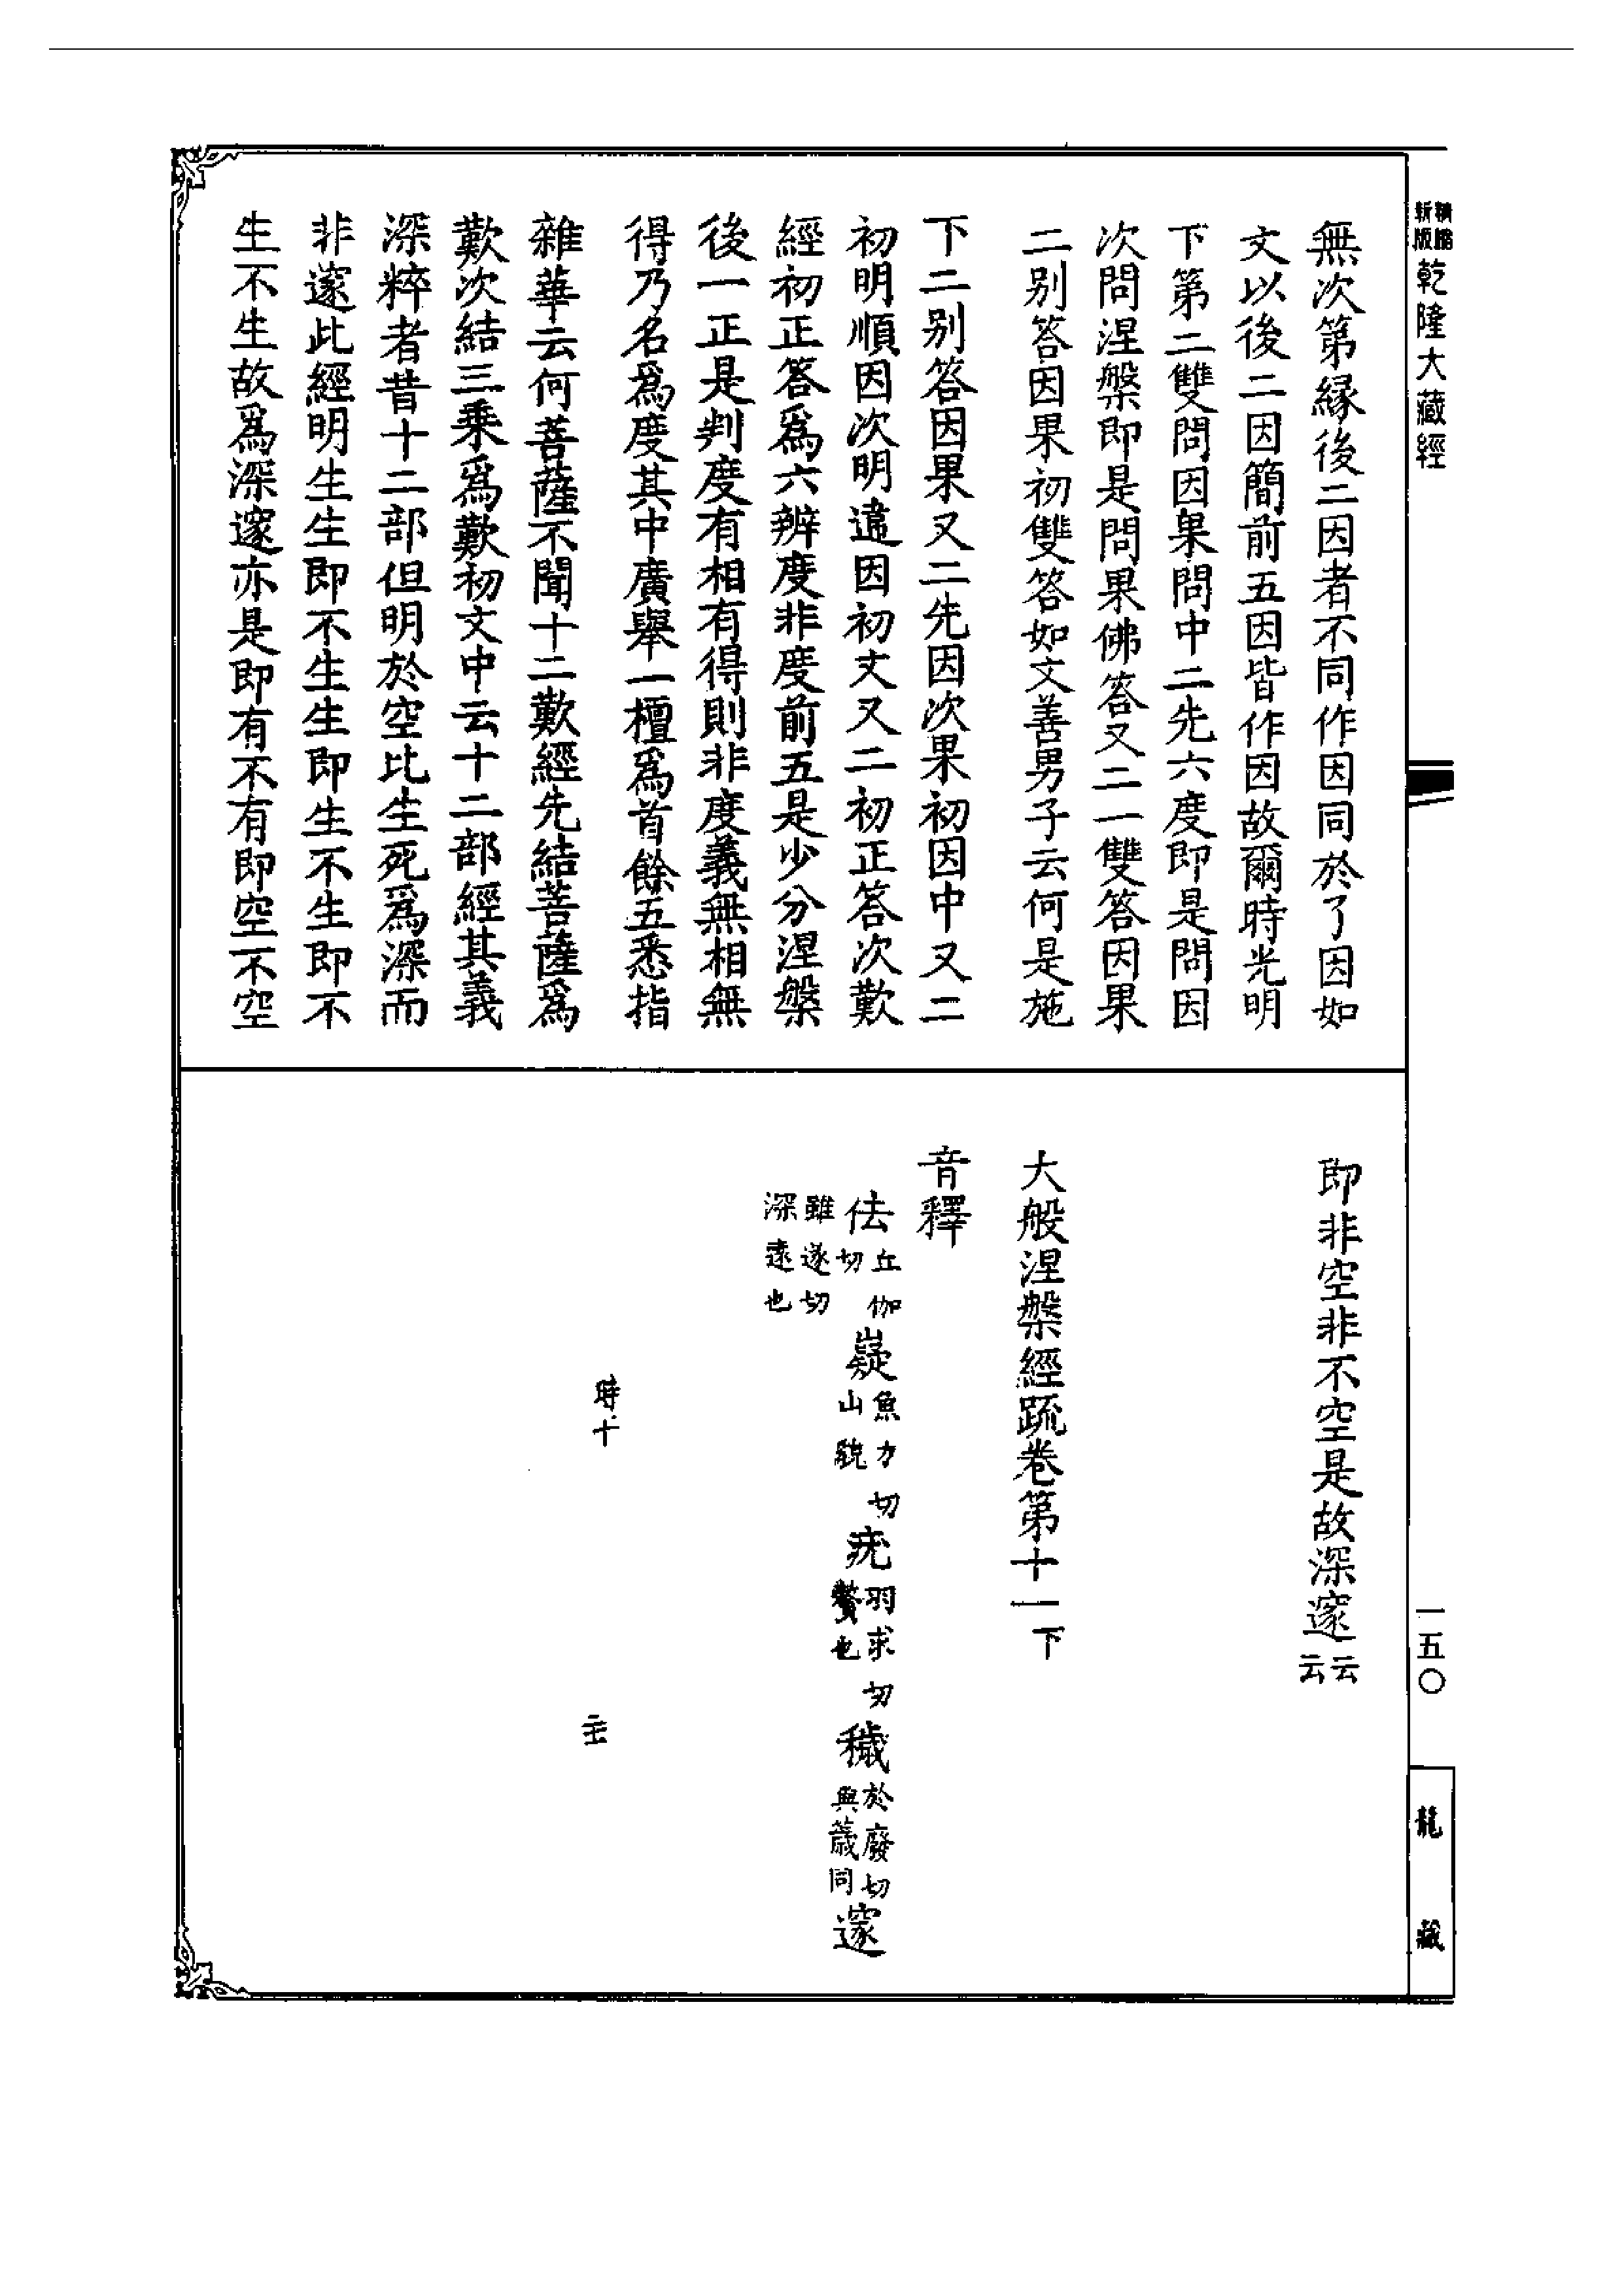 精縮新版乾隆大藏經
無次第縁後二因者不同作因同於了因如
文以後二因簡前五因皆作因故爾時光明
下第二雙問因果問中二先六度即是問因
次問涅槃即是問果佛答又二一雙答因果
二别答因果初雙答如文善男子云何是施
下二别答因果又二先因次果初因中又二
初明順因次明違因初文又二初正答次歎
經初正答爲六辨度非度前五是少分涅槃
後一正是判度有相有得則非度義無相無
得乃名爲度其中廣舉一檀爲首餘五悉指
雜華云何菩薩不聞十二歎經先結菩薩爲
歎次結三乘爲歎初文中云十二部經其義
深粹者昔十二部但明於空比生死爲深而
非邃此經明生生即不生生即生不生即不
生不生故爲深邃亦是即有不有即空不空
即非空非不空是故深邃云云
大般涅槃經䟽卷第十一下
音釋
佉丘伽切 嶷魚力切山貌 疣羽求切贅也 穢於廢切與薉同 邃
雖遂切深遠也
時十
一五〇
龍藏